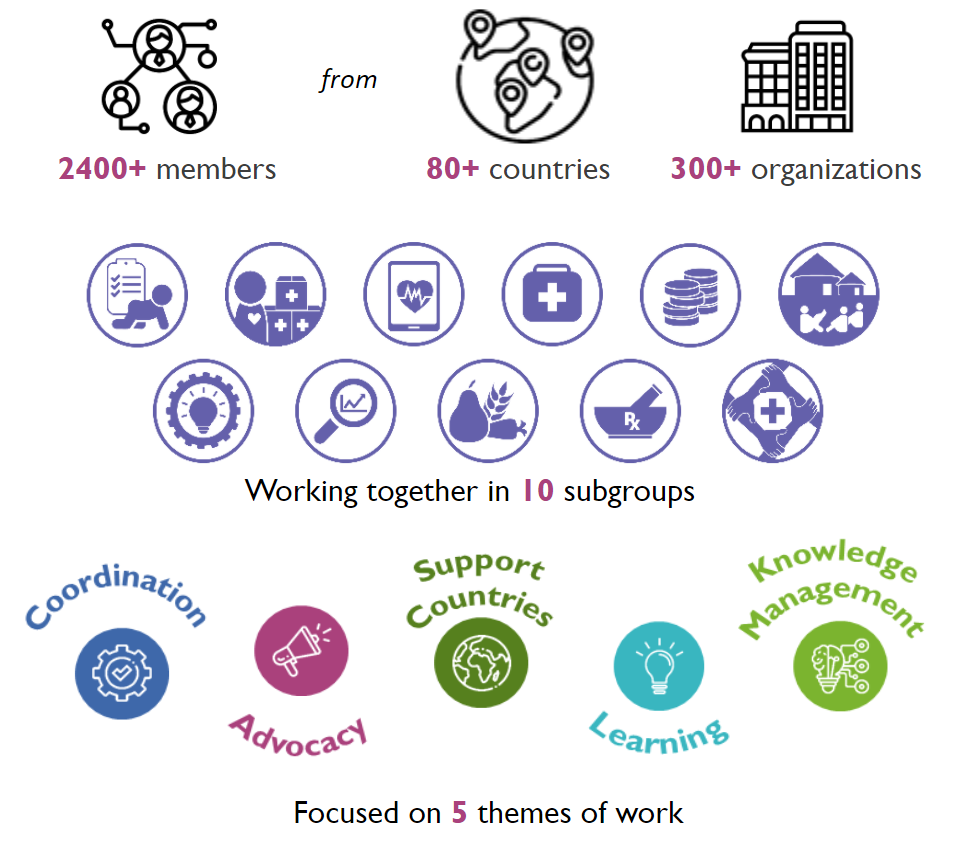 from
2400+ members
80+ countries
300+ organizations
Rx
Working together in 10 subgroups
Coordination
Advocacy
Support
Countries
Learning
Knowledge
Management
Focused on 5 themes of work